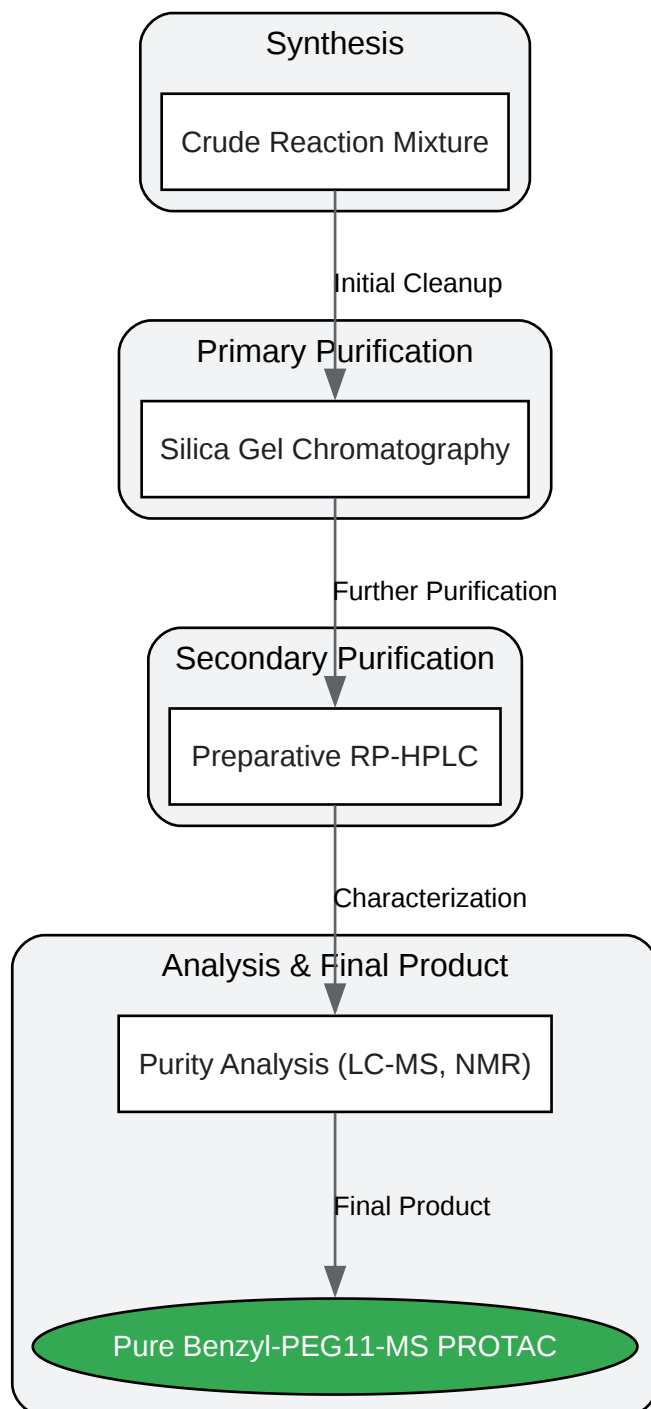 Synthesis
Crude Reaction Mixture
Initial Cleanup
Primary Purification
Silica Gel Chromatography
Further Purification
Secondary Purification
Preparative RP-HPLC
Characterization
Analysis & Final Product
Purity Analysis (LC-MS, NMR)
Final Product
Pure Benzyl-PEG11-MS PROTAC